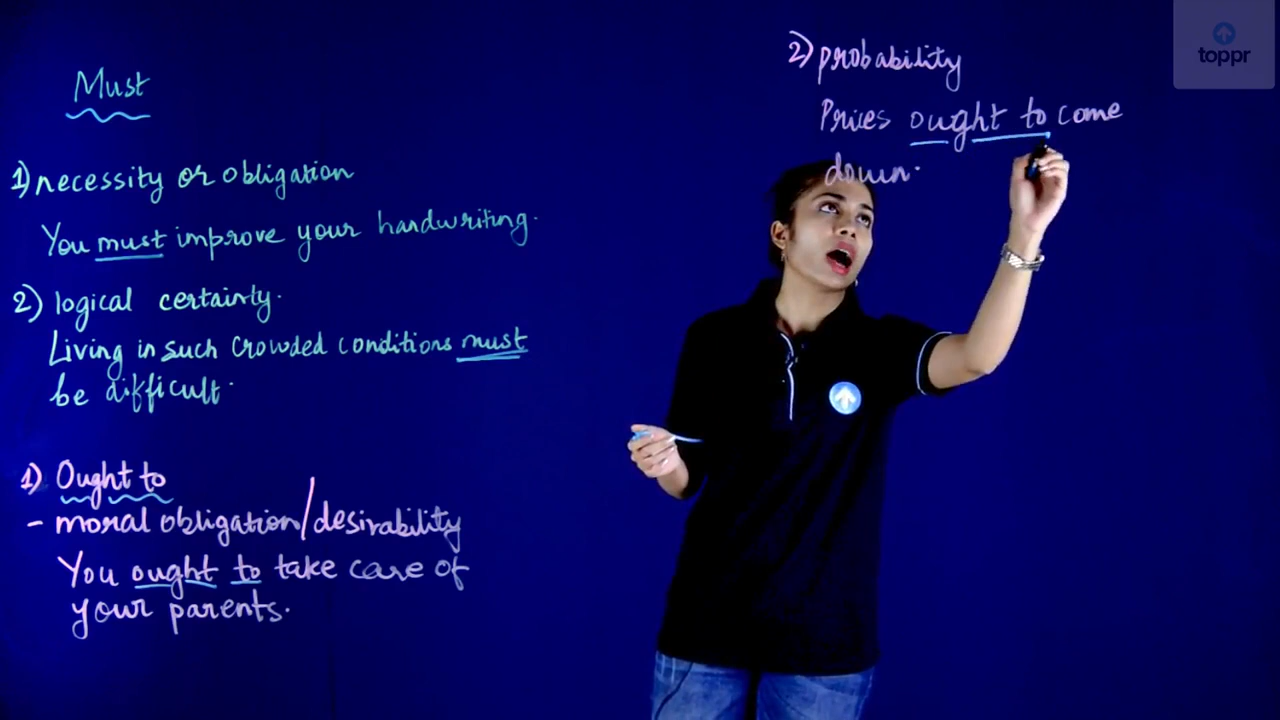 Must
1) necessity or obligation
You must improve your handwriting.
2) logical certainty.
Living in such crowded conditions must
be difficult.
1) Ought to
- moral obligation/desirability
You ought to take care of
your parents.
2) probability
Prices ought to come
down.
toppr